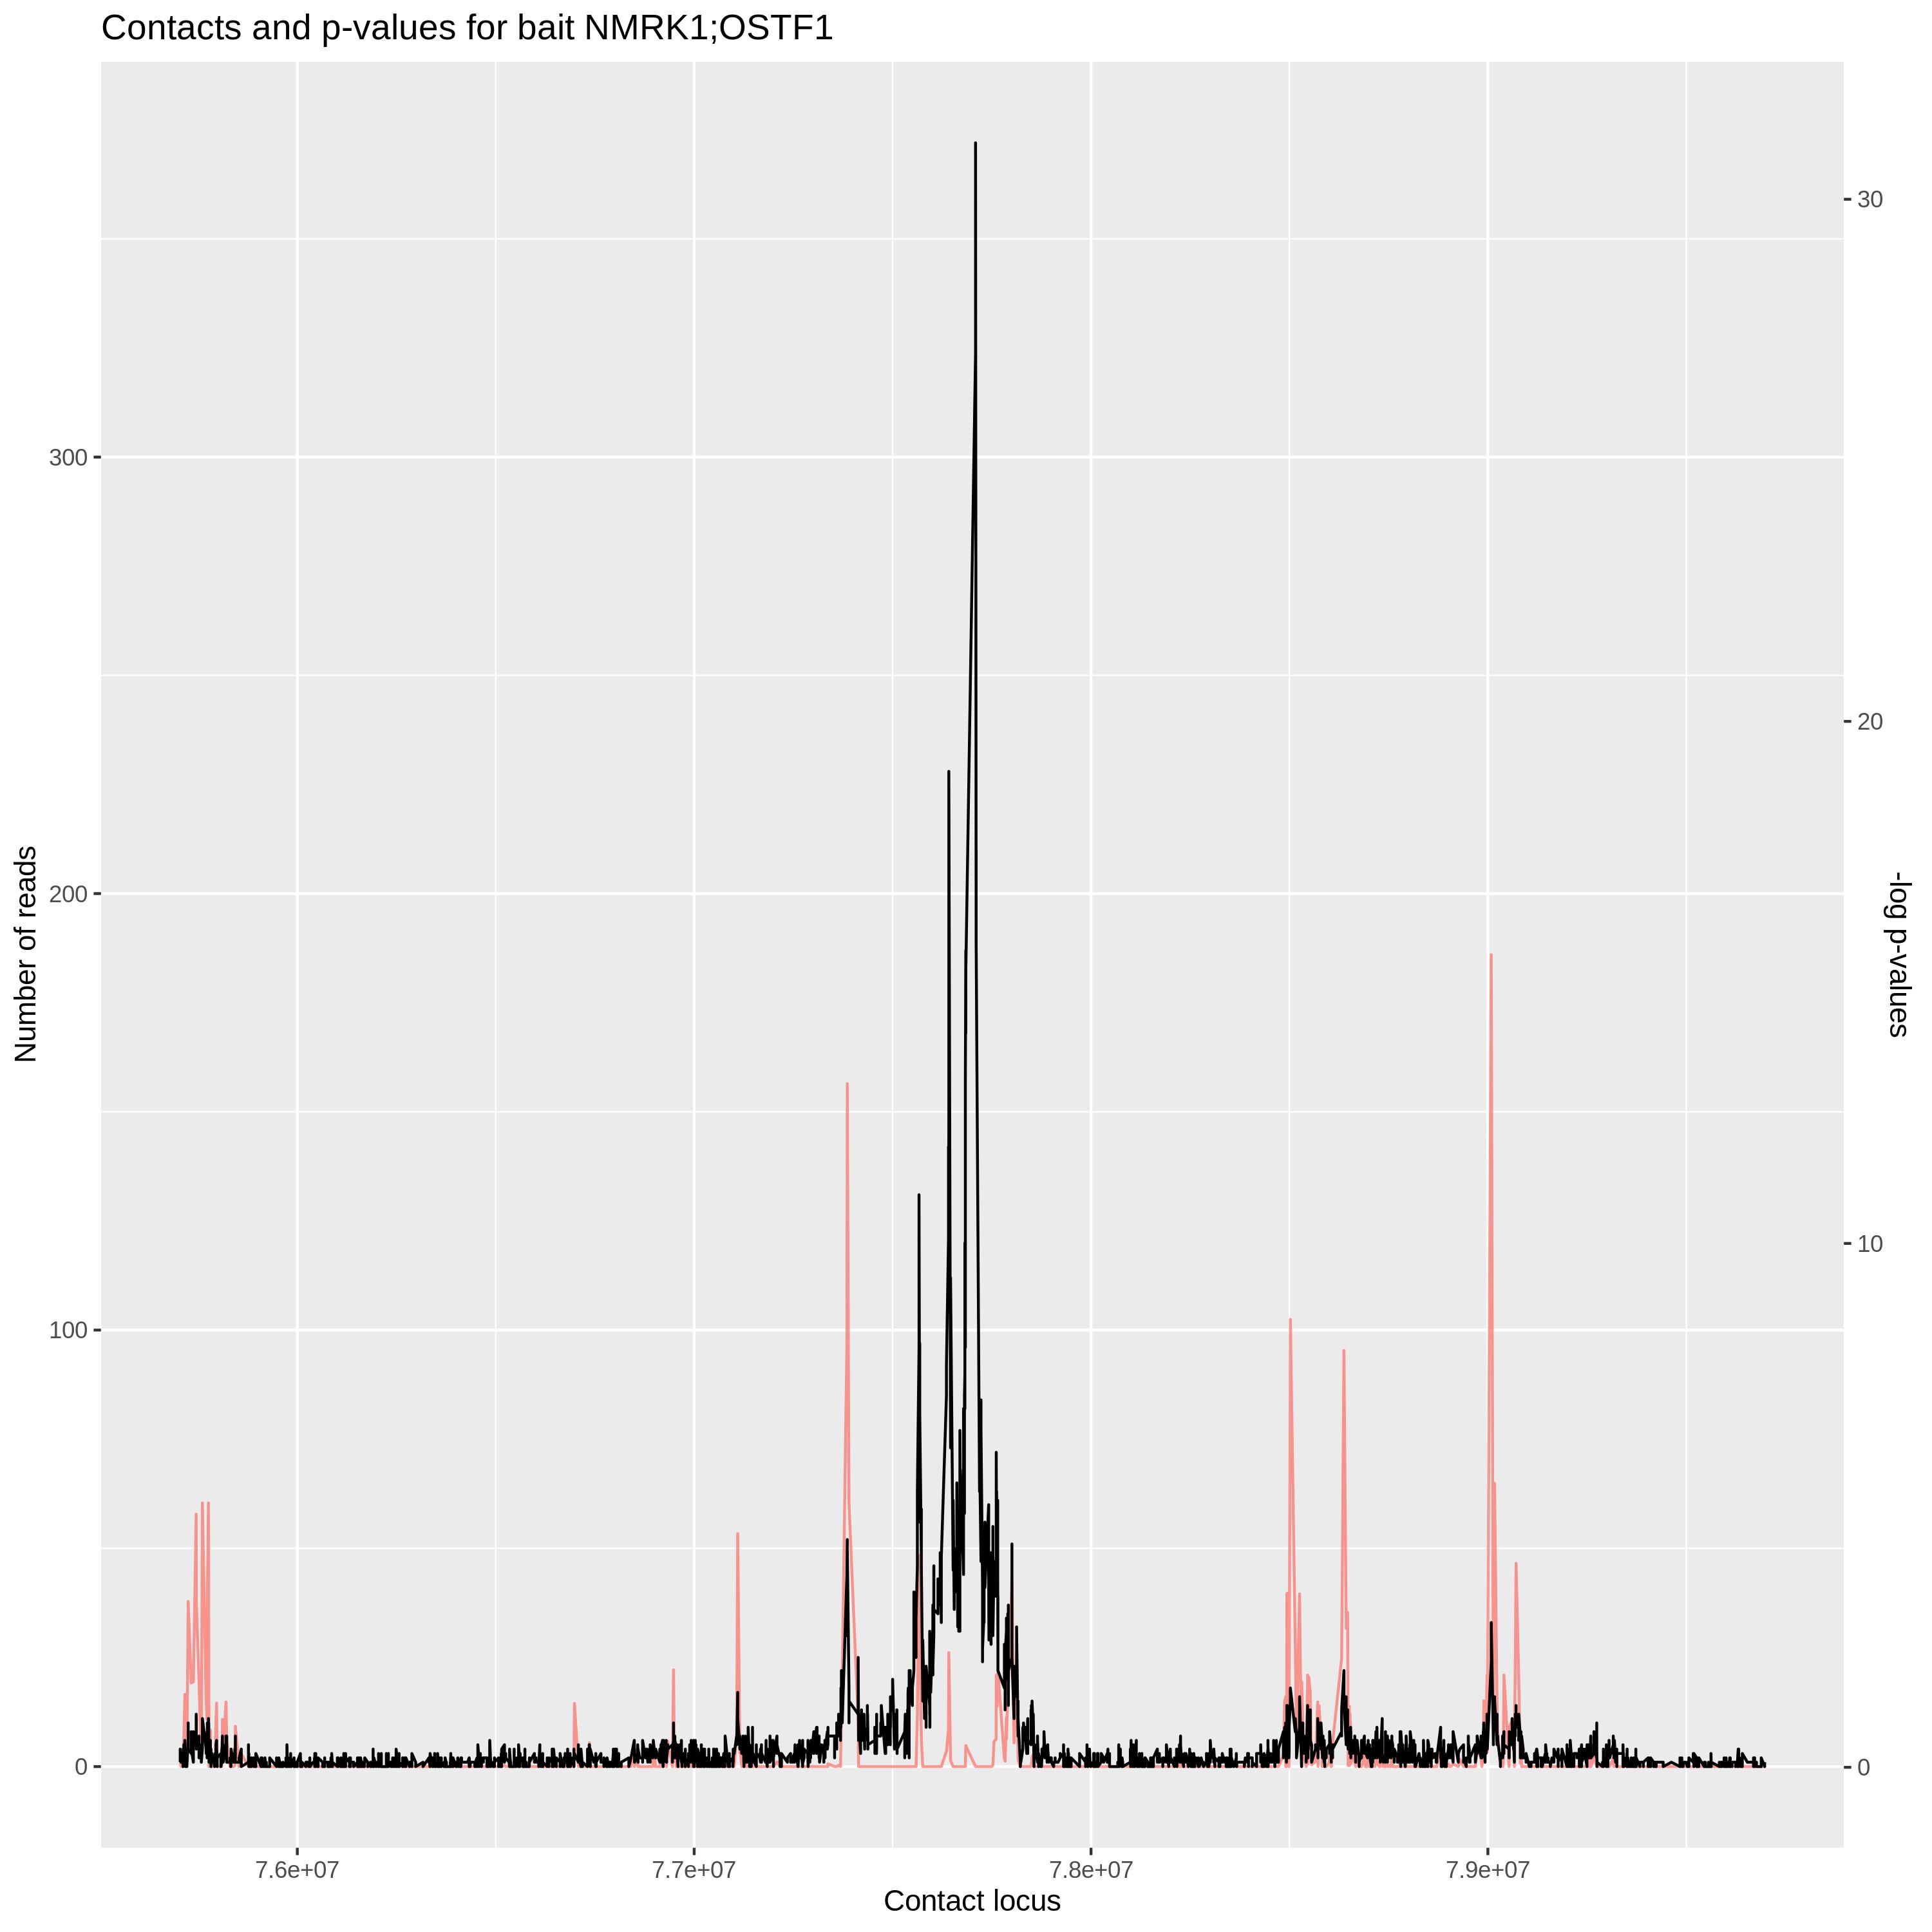 Contacts and p-values for bait NMRK1;OSTF1
Number of reads
300
200
100
0
30
20
10
0
-log p-values
7.6e+07
7.7e+07
7.8e+07
7.9e+07
Contact locus